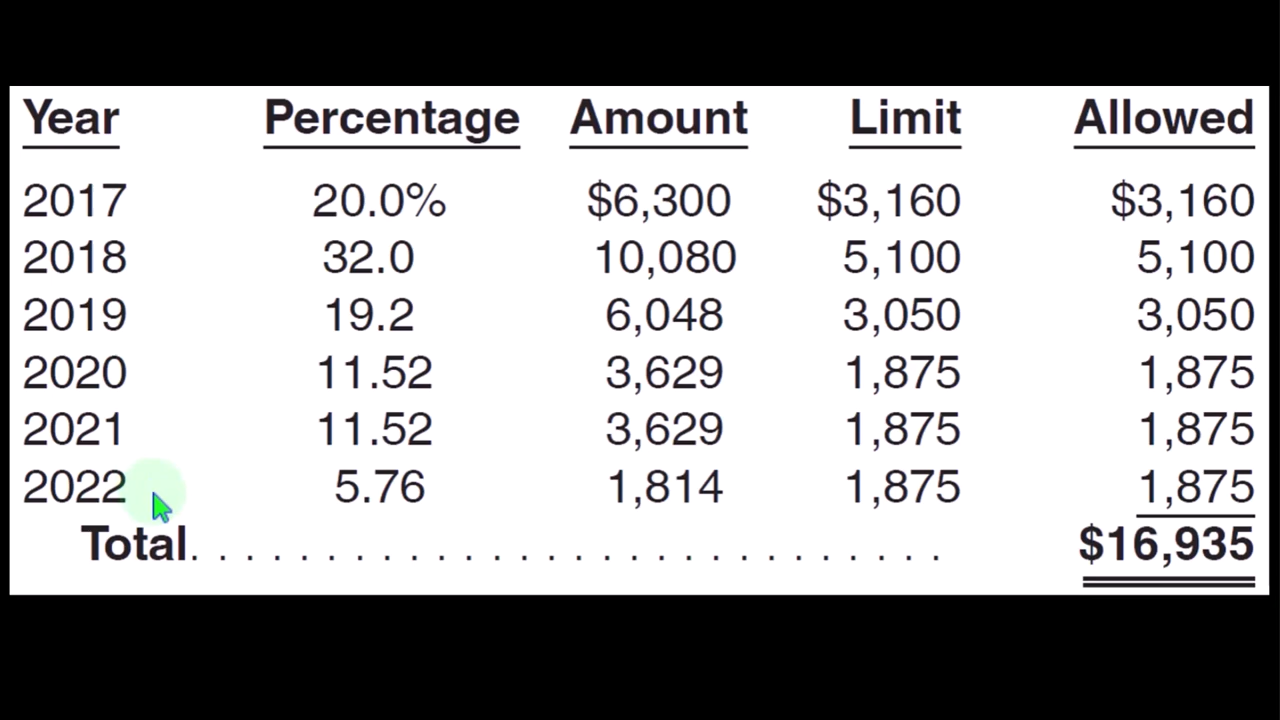 Year Percentage Amount Limit Allowed
2017 20.0% $6,300 $3,160 $3,160
2018 32.0 10,080 5,100 5,100
2019 19.2 6,048 3,050 3,050
2020 11.52 3,629 1,875 1,875
2021 11.52 3,629 1,875 1,875
2022 5.76 1,814 1,875 1,875
Total. . . . . . . . . . . . . . . . . . . . . . . . . . . . $16,935